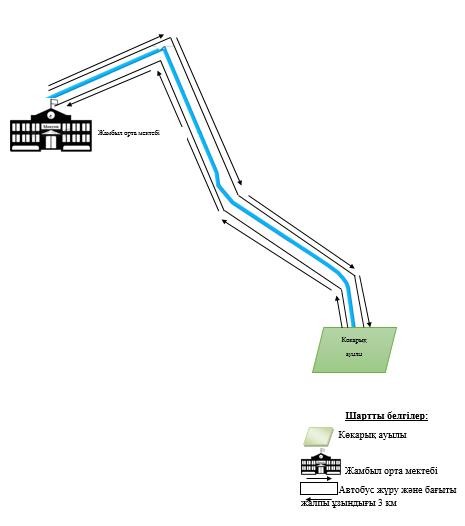 Жамбыл орта мектебі
Көкарық
ауылы
Шартты белгілер:
Көкарық ауылы
Жамбыл орта мектебі
Автобус жүру және бағыты
жалпы ұзындығы 3 км